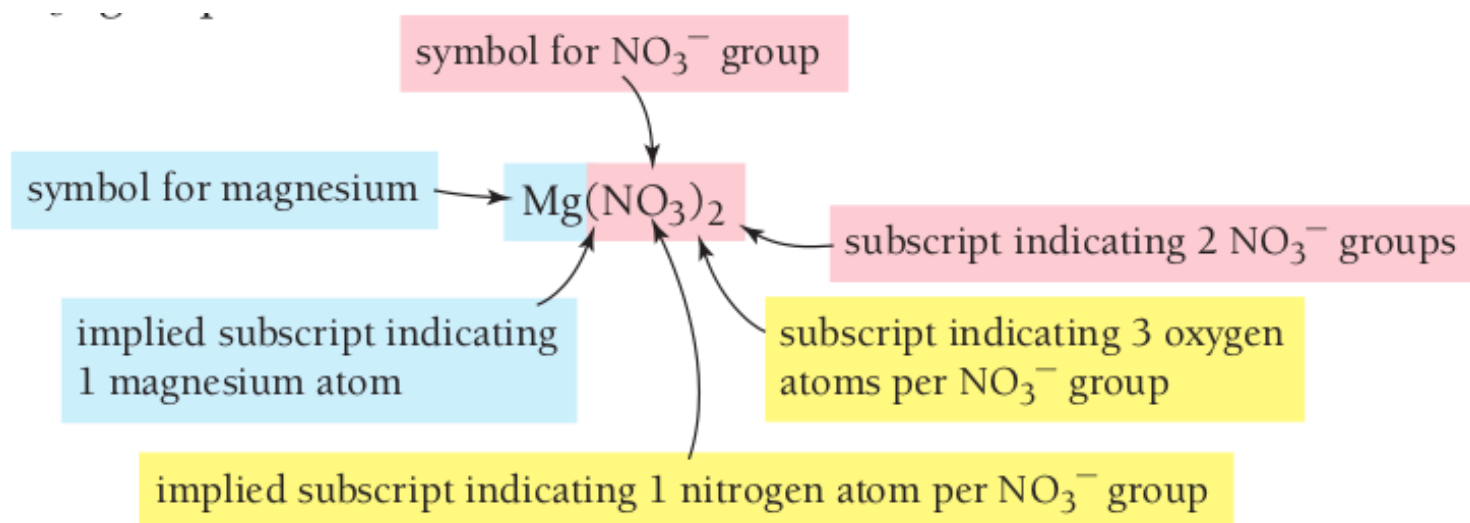 symbol for NO₃⁻ group
symbol for magnesium
Mg(NO₃)₂
subscript indicating 2 NO₃⁻ groups
implied subscript indicating
1 magnesium atom
subscript indicating 3 oxygen
atoms per NO₃⁻ group
implied subscript indicating 1 nitrogen atom per NO₃⁻ group